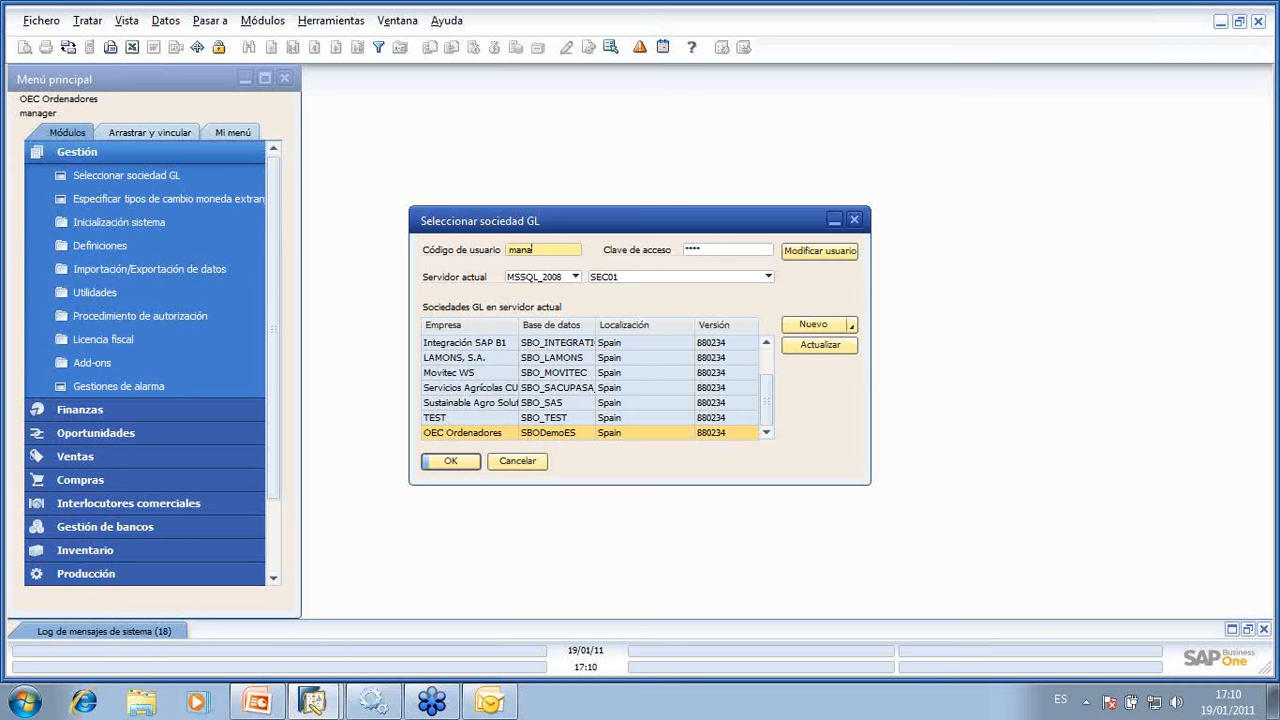 Fichero Tratar Vista Datos Pasar a Módulos Herramientas Ventana Ayuda
Menú principal
OEC Ordenadores
manager
Módulos Arrastrar y vincular Mi menú
Gestión
Seleccionar sociedad GL
Especificar tipos de cambio moneda extran
Inicialización sistema
Definiciones
Importación/Exportación de datos
Utilidades
Procedimiento de autorización
Licencia fiscal
Add-ons
Gestiones de alarma
Finanzas
Oportunidades
Ventas
Compras
Interlocutores comerciales
Gestión de bancos
Inventario
Producción
Seleccionar sociedad GL
Código de usuario mana Clave de acceso **** Modificar usuario
Servidor actual MSSQL_2008 SEC01
Sociedades GL en servidor actual
Empresa Base de datos Localización Versión
Integración SAP B1 SBO_INTEGRATI Spain 880234
LAMONS, S.A. SBO_LAMONS Spain 880234
Movitec WS SBO_MOVITEC Spain 880234
Servicios Agrícolas CU SBO_SACUPASA Spain 880234
Sustainable Agro Solut SBO_SAS Spain 880234
TEST SBO_TEST Spain 880234
OEC Ordenadores SBODemoES Spain 880234
Nuevo
Actualizar
OK Cancelar
Log de mensajes de sistema (18)
19/01/11
17:10
SAP Business One
ES
17:10
19/01/2011